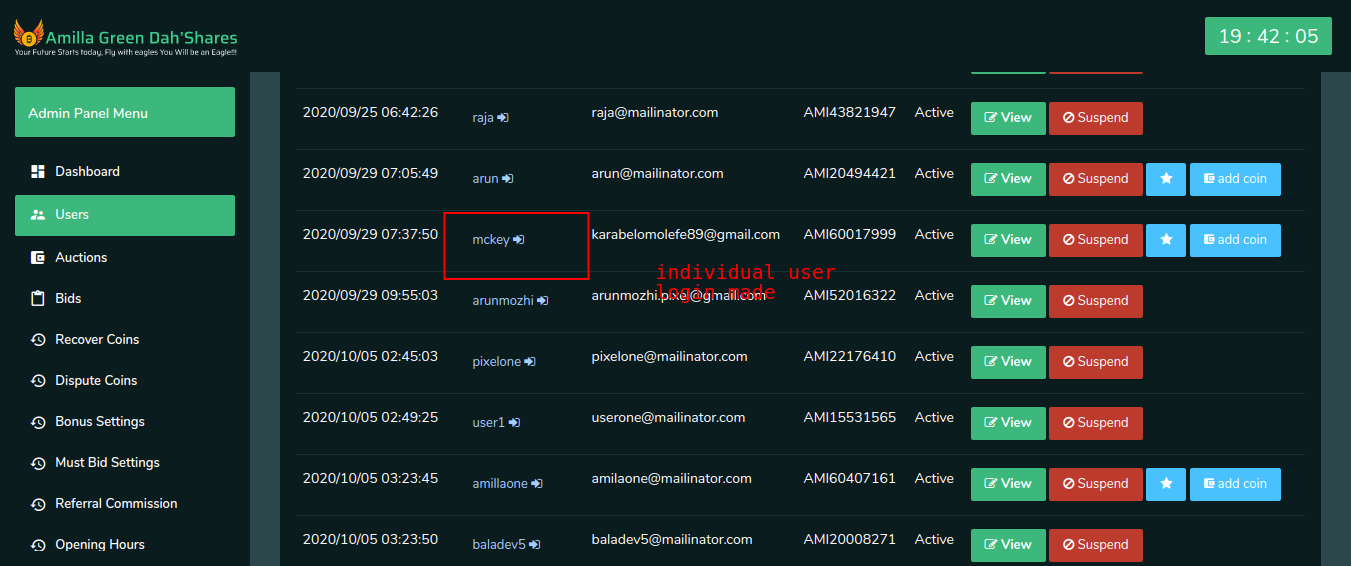 Amilla Green Dah'Shares
Your Future Starts today, Fly with eagles You Will be an Eagle!!!
19 : 42 : 05
Admin Panel Menu
Dashboard
Users
Auctions
Bids
Recover Coins
Dispute Coins
Bonus Settings
Must Bid Settings
Referral Commission
Opening Hours
2020/09/25 06:42:26 raja raja@mailinator.com AMI43821947 Active View Suspend
2020/09/29 07:05:49 arun arun@mailinator.com AMI20494421 Active View Suspend add coin
2020/09/29 07:37:50 mckey karabelomolefe89@gmail.com AMI60017999 Active View Suspend add coin
individual user
login made
2020/09/29 09:55:03 arunmozhi arunmozhi.pixel@gmail.com AMI52016322 Active View Suspend
2020/10/05 02:45:03 pixelone pixelone@mailinator.com AMI22176410 Active View Suspend
2020/10/05 02:49:25 user1 userone@mailinator.com AMI15531565 Active View Suspend
2020/10/05 03:23:45 amillaone amilaone@mailinator.com AMI60407161 Active View Suspend add coin
2020/10/05 03:23:50 baladev5 baladev5@mailinator.com AMI20008271 Active View Suspend